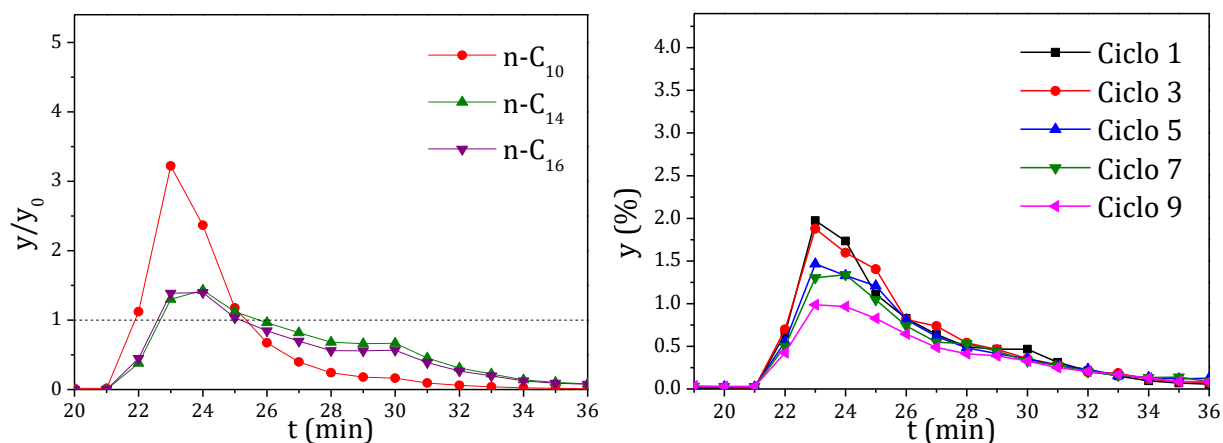 5
4
3
2
1
0
y/y₀
n-C₁₀
n-C₁₄
n-C₁₆
20 22 24 26 28 30 32 34 36
t (min)
4.0
3.5
3.0
2.5
2.0
1.5
1.0
0.5
0.0
y (%)
Ciclo 1
Ciclo 3
Ciclo 5
Ciclo 7
Ciclo 9
20 22 24 26 28 30 32 34 36
t (min)